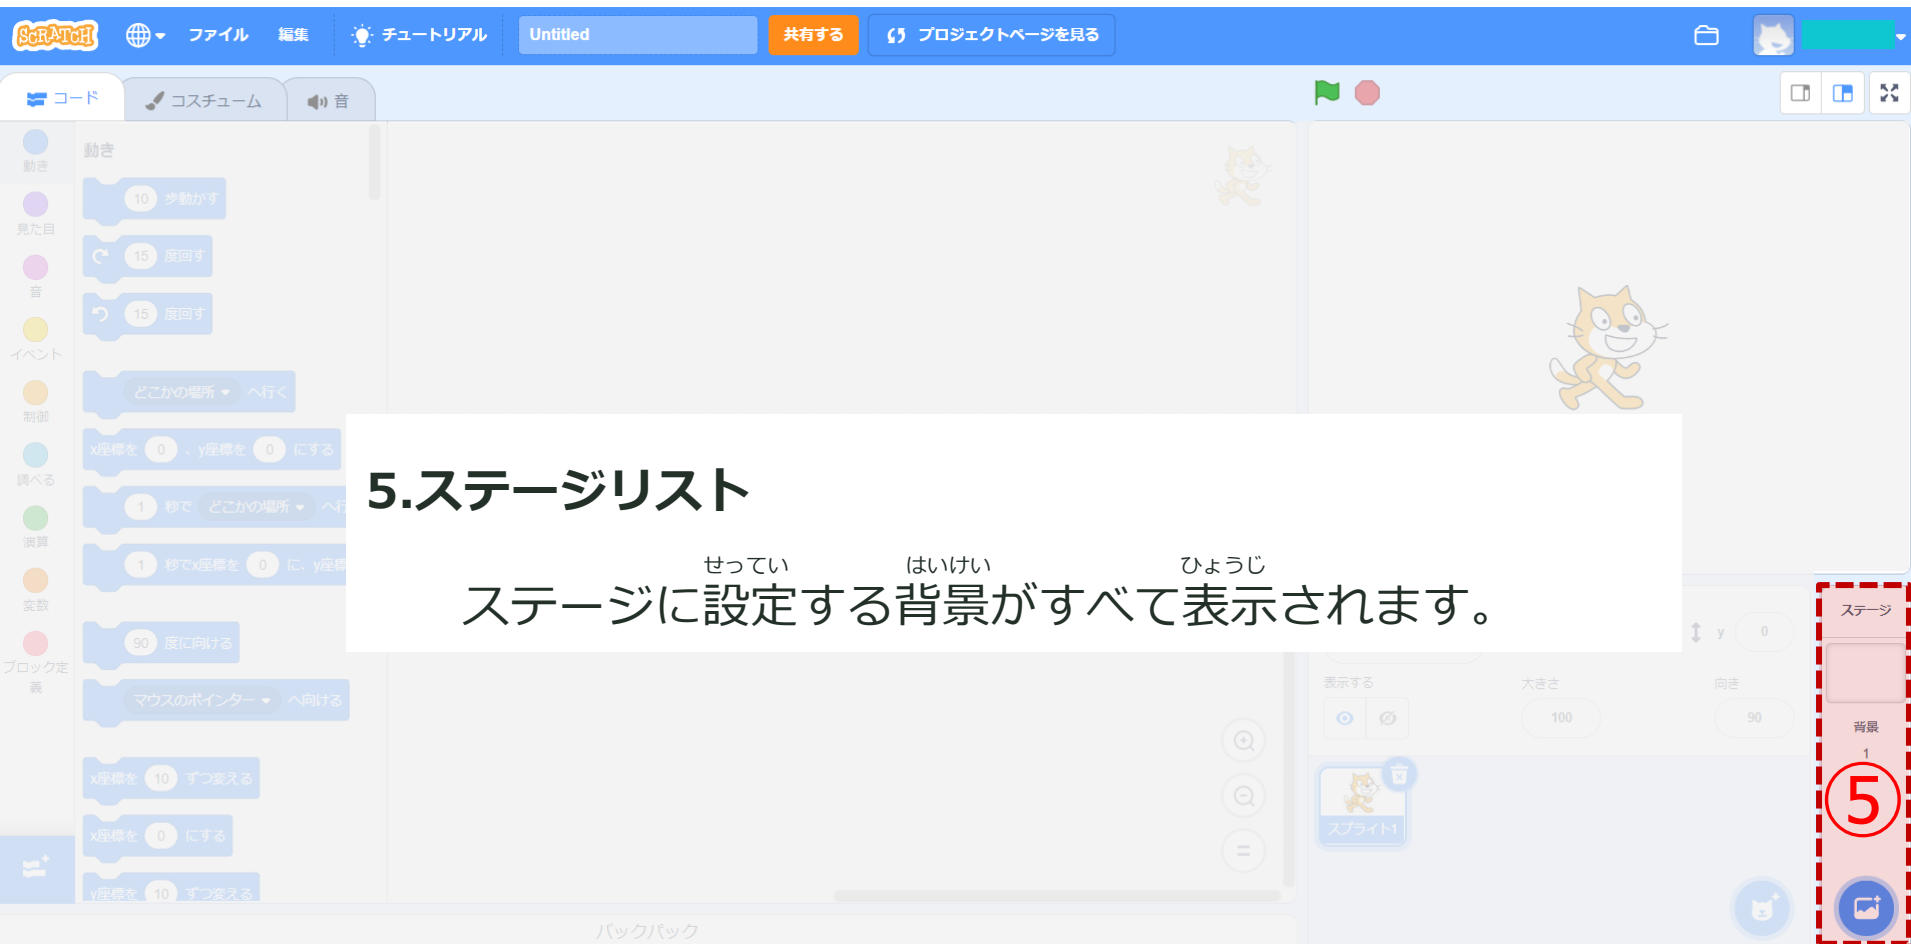 SCRATCH
ファイル
編集
チュートリアル
Untitled
共有する
プロジェクトページを見る
コード
コスチューム
音
動き
見た目
音
イベント
制御
調べる
演算
変数
ブロック定
義
動き
10 歩動かす
15 度回す
15 度回す
どこかの場所 へ行く
x座標を 0 、y座標を 0 にする
1 秒で どこかの場所 へ行
1 秒でx座標を 0 に、y座標
90 度に向ける
マウスのポインター へ向ける
x座標を 10 ずつ変える
x座標を 0 にする
y座標を 10 ずつ変える
バックパック
5.ステージリスト
せってい はいけい ひょうじ
ステージに設定する背景がすべて表示されます。
y 0
表示する
大きさ
向き
100
90
スプライト1
ステージ
背景
1
⑤